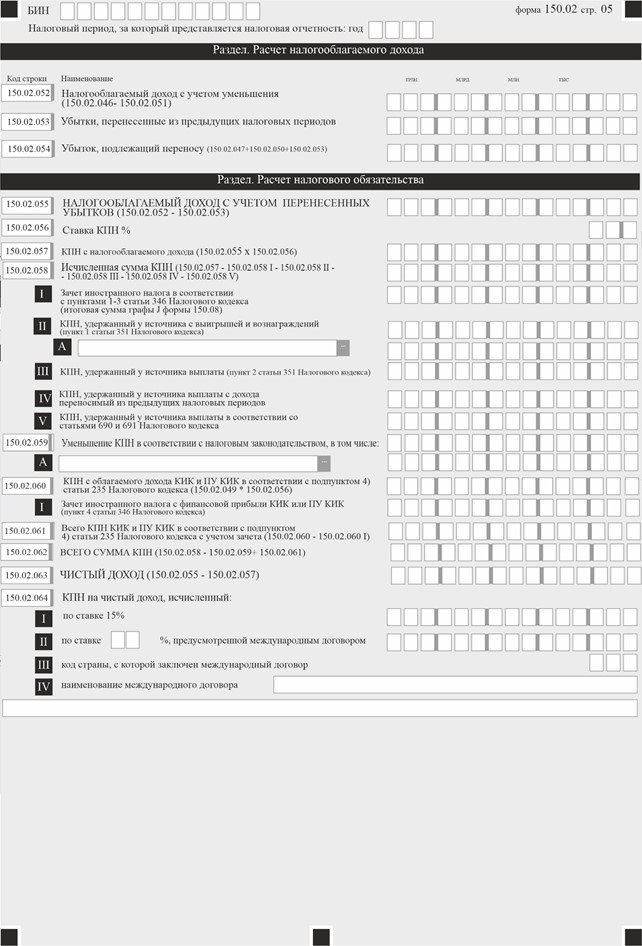 БИН
форма 150.02 стр. 05
Налоговый период, за который представляется налоговая отчетность: год
Раздел. Расчет налогооблагаемого дохода
Код строки Наименование ТРЛН МЛРД МЛН ТЫС
150.02.052 Налогооблагаемый доход с учетом уменьшения
(150.02.046- 150.02.051)
150.02.053 Убытки, перенесенные из предыдущих налоговых периодов
150.02.054 Убыток, подлежащий переносу (150.02.047+150.02.050+150.02.053)
Раздел. Расчет налогового обязательства
150.02.055 НАЛОГООБЛАГАЕМЫЙ ДОХОД С УЧЕТОМ ПЕРЕНЕСЕННЫХ
УБЫТКОВ (150.02.052 - 150.02.053)
150.02.056 Ставка КПН %
150.02.057 КПН с налогооблагаемого дохода (150.02.055 x 150.02.056)
150.02.058 Исчисленная сумма КПН (150.02.057 - 150.02.058 I - 150.02.058 II -
- 150.02.058 III - 150.02.058 IV - 150.02.058 V)
I Зачет иностранного налога в соответствии
с пунктами 1-3 статьи 346 Налогового кодекса
(итоговая сумма графы J формы 150.08)
II КПН, удержанный у источника с выигрышей и вознаграждений
(пункт 1 статьи 351 Налогового кодекса)
A
III КПН, удержанный у источника выплаты (пункт 2 статьи 351 Налогового кодекса)
IV КПН, удержанный у источника выплаты с дохода
переносимый из предыдущих налоговых периодов
V КПН, удержанный у источника выплаты в соответствии со
статьями 690 и 691 Налогового кодекса
150.02.059 Уменьшение КПН в соответствии с налоговым законодательством, в том числе:
A
150.02.060 КПН с облагаемого дохода КИК и ПУ КИК в соответствии с подпунктом 4)
статьи 235 Налогового кодекса (150.02.049 * 150.02.056)
I Зачет иностранного налога с финансовой прибыли КИК или ПУ КИК
(пункт 4 статьи 346 Налогового кодекса)
150.02.061 Всего КПН КИК и ПУ КИК в соответствии с подпунктом
4) статьи 235 Налогового кодекса с учетом зачета (150.02.060 - 150.02.060 I)
150.02.062 ВСЕГО СУММА КПН (150.02.058 - 150.02.059+ 150.02.061)
150.02.063 ЧИСТЫЙ ДОХОД (150.02.055 - 150.02.057)
150.02.064 КПН на чистый доход, исчисленный:
I по ставке 15%
II по ставке %, предусмотренной международным договором
III код страны, с которой заключен международный договор
IV наименование международного договора